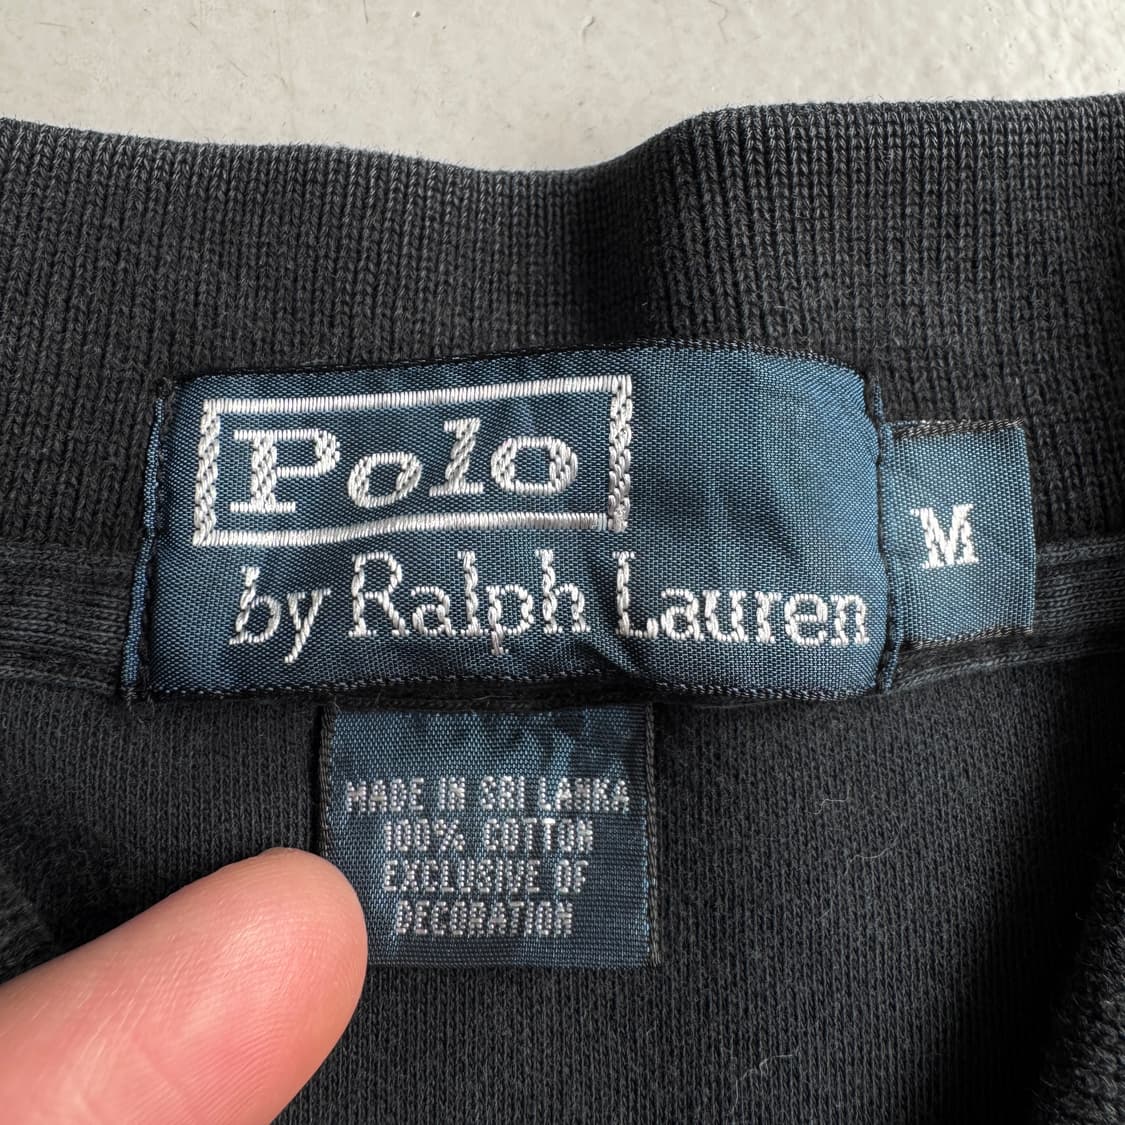 Polo
by Ralph Lauren
M
MADE IN SRI LANKA
100% COTTON
EXCLUSIVE OF
DECORATION